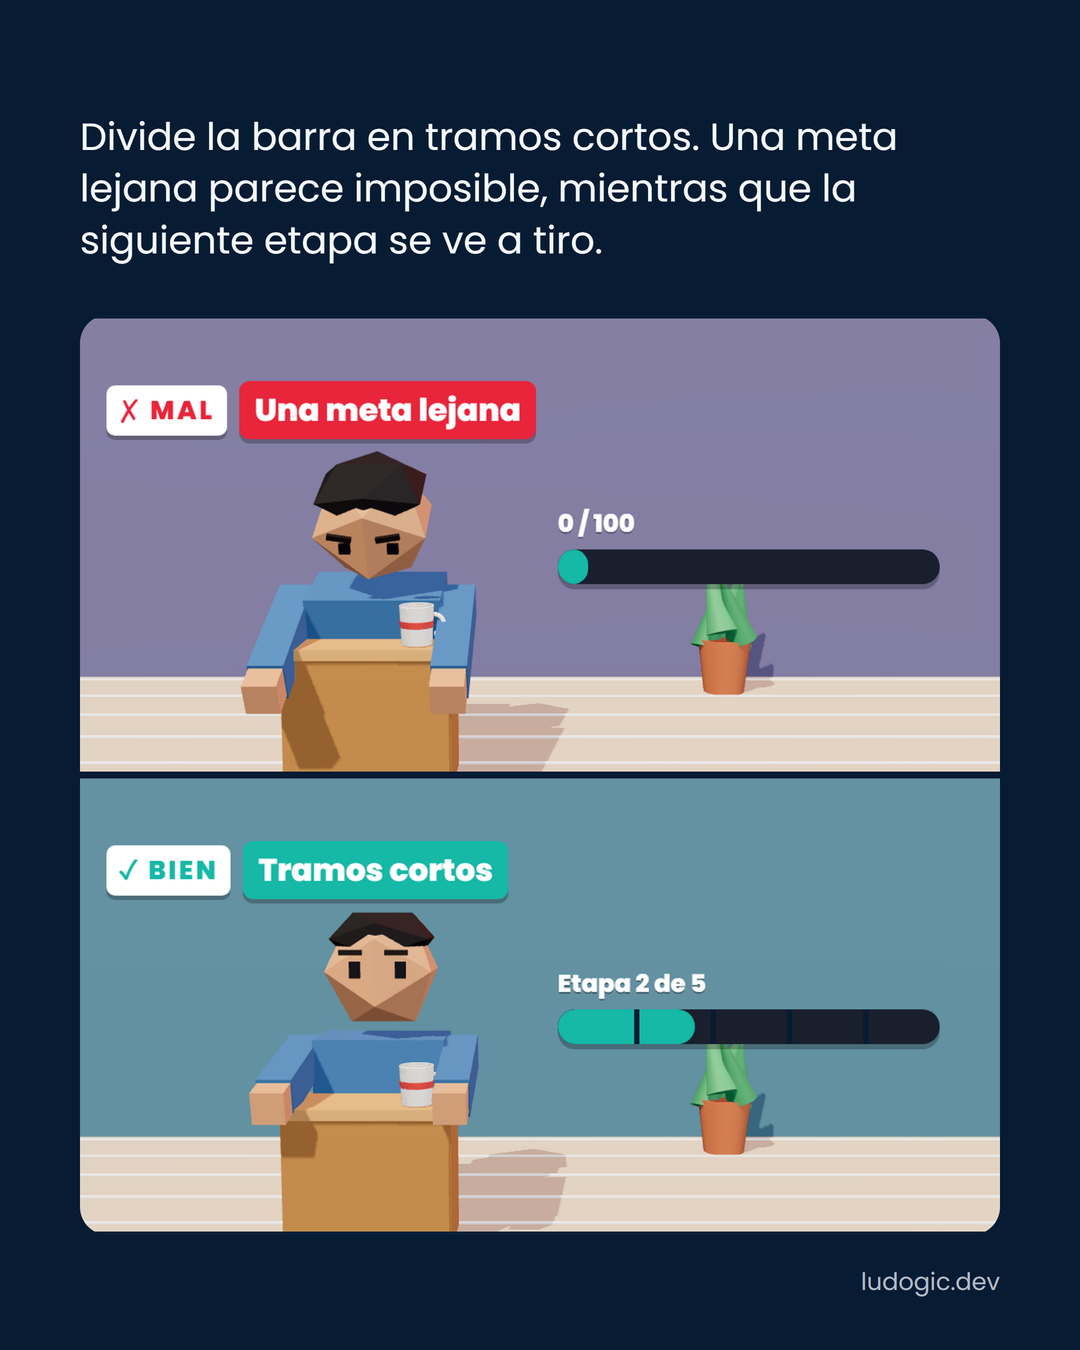 Divide la barra en tramos cortos. Una meta
lejana parece imposible, mientras que la
siguiente etapa se ve a tiro.
✗ MAL
Una meta lejana
0 / 100
✓ BIEN
Tramos cortos
Etapa 2 de 5
ludogic.dev